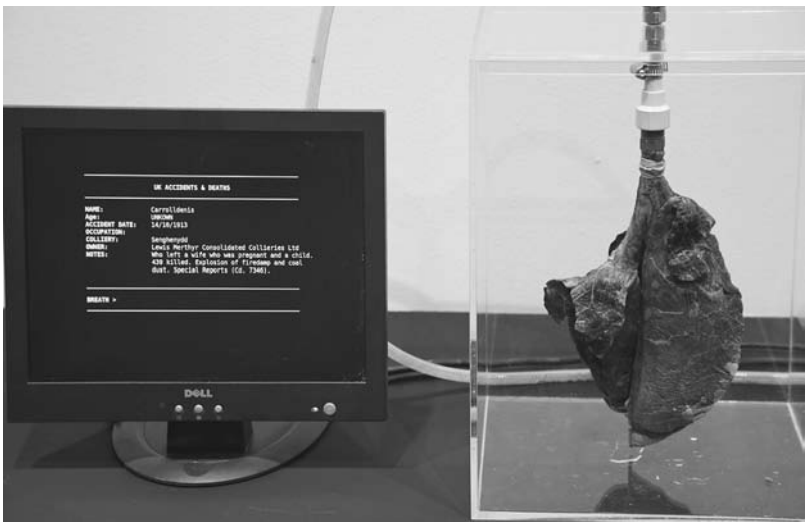 UK ACCIDENTS & DEATHS
NAME: Carrolldenis
Age: UNKOWN
ACCIDENT DATE: 14/10/1913
OCCUPATION:
COLLIERY: Senghenydd
OWNER: Lewis Merthyr Consolidated Collieries Ltd
NOTES: Who left a wife who was pregnant and a child.
439 killed. Explosion of firedamp and coal
dust. Special Reports (Cd. 7346).
BREATH >
DELL